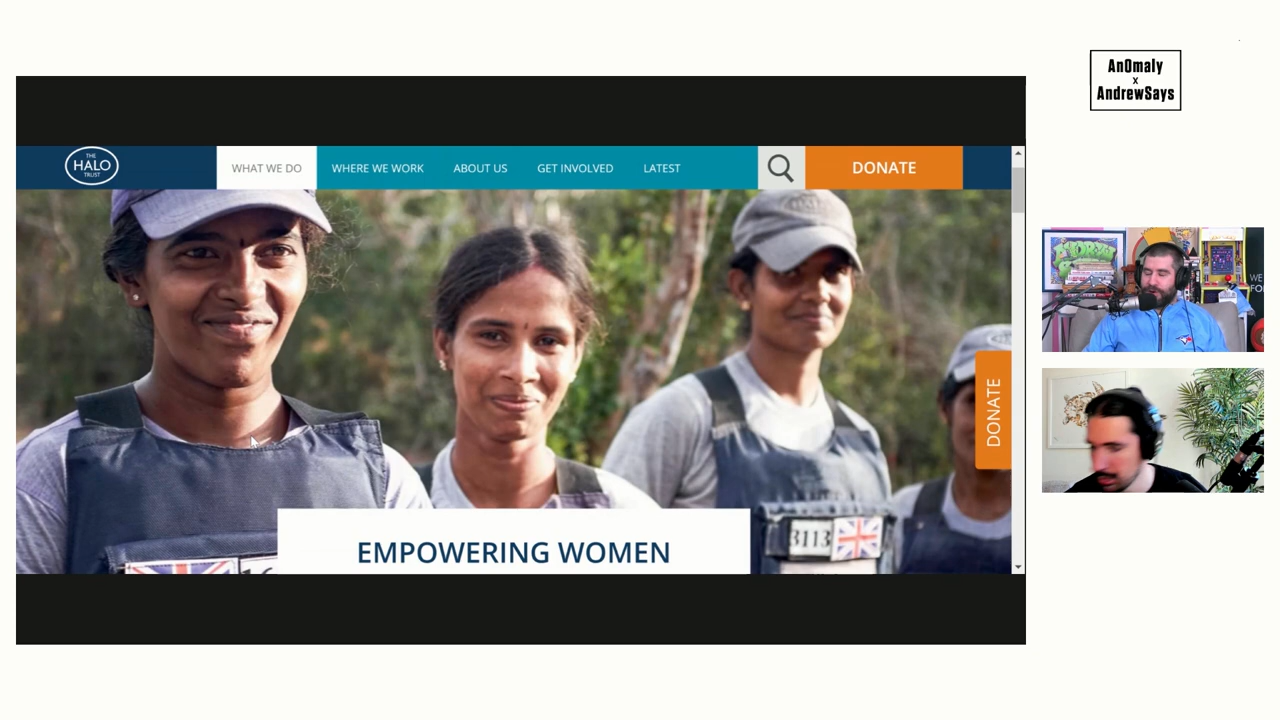 An0maly
x
AndrewSays
THE
HALO
TRUST
WHAT WE DO
WHERE WE WORK
ABOUT US
GET INVOLVED
LATEST
DONATE
DONATE
3113
EMPOWERING WOMEN